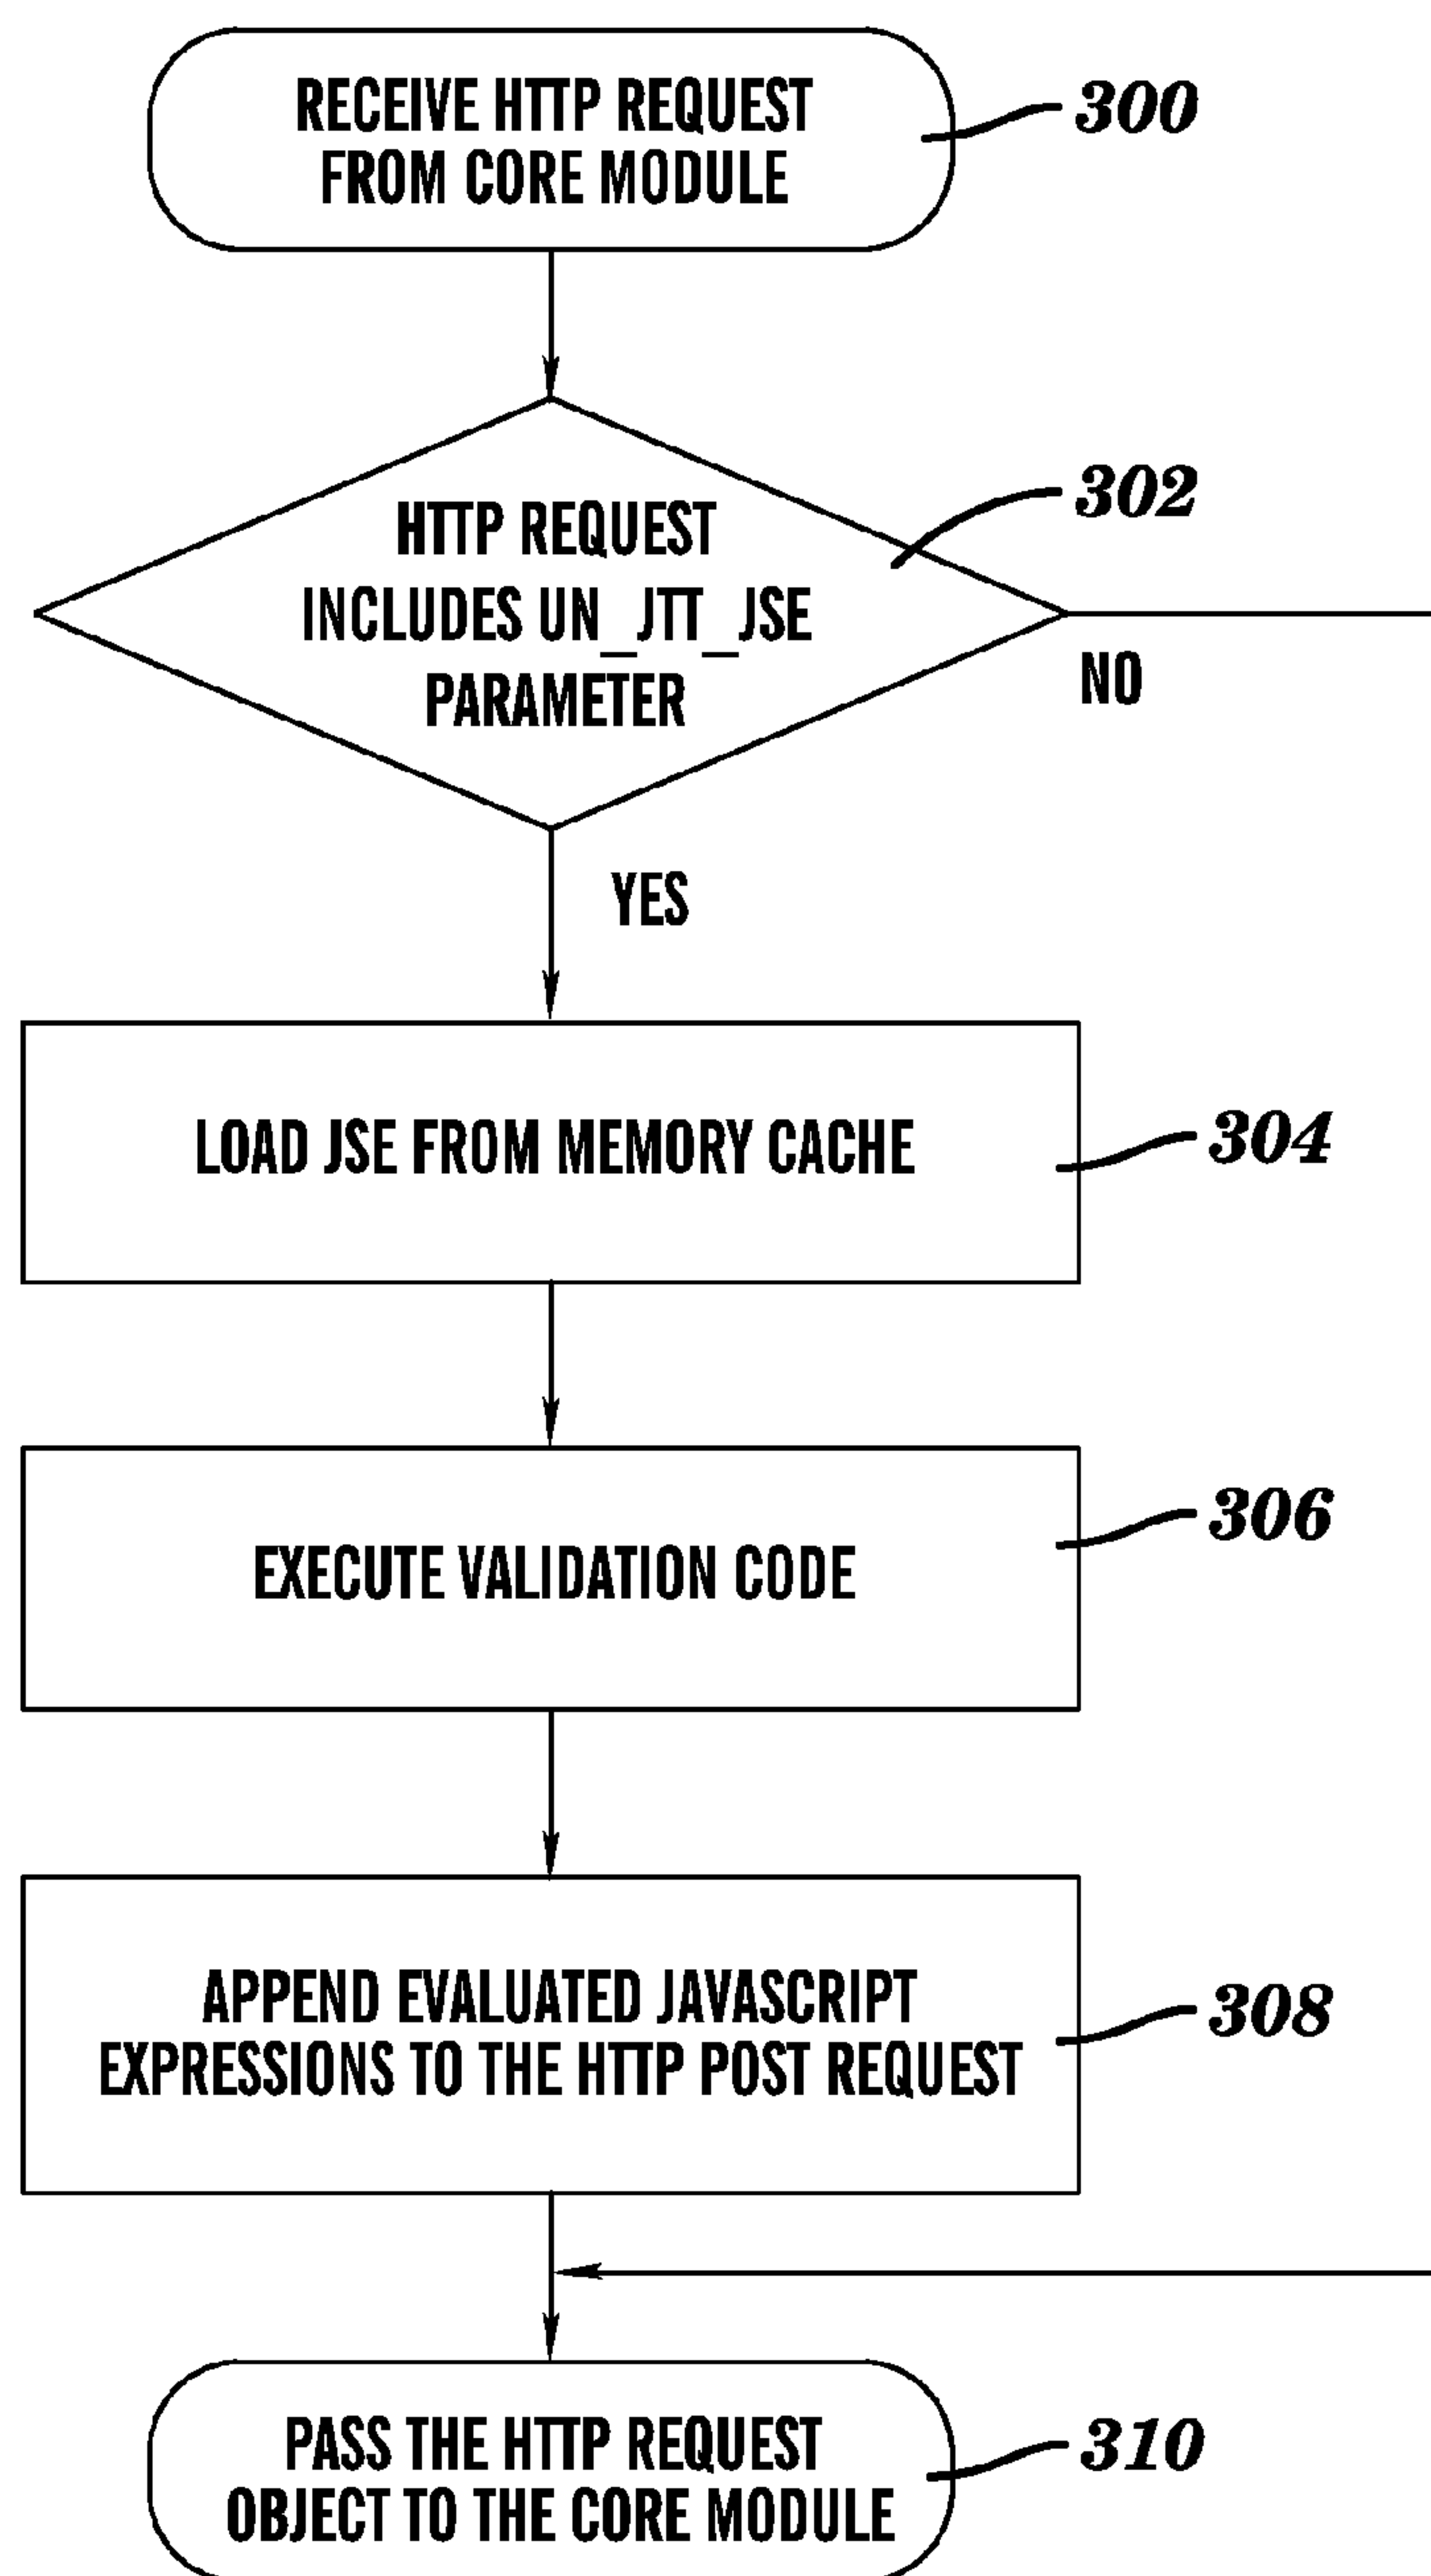 RECEIVE HTTP REQUEST
FROM CORE MODULE
300
HTTP REQUEST
INCLUDES UN_JTT_JSE
PARAMETER
302
NO
YES
LOAD JSE FROM MEMORY CACHE
304
EXECUTE VALIDATION CODE
306
APPEND EVALUATED JAVASCRIPT
EXPRESSIONS TO THE HTTP POST REQUEST
308
PASS THE HTTP REQUEST
OBJECT TO THE CORE MODULE
310